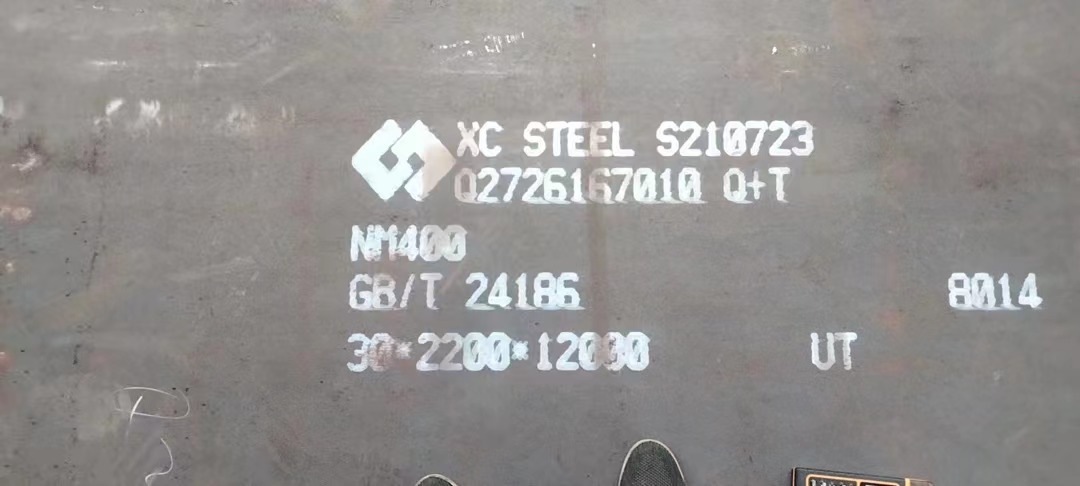 XC STEEL S210723
Q2726167010 Q+T
NM400
GB/T 24186 8014
30*2200*12000 UT